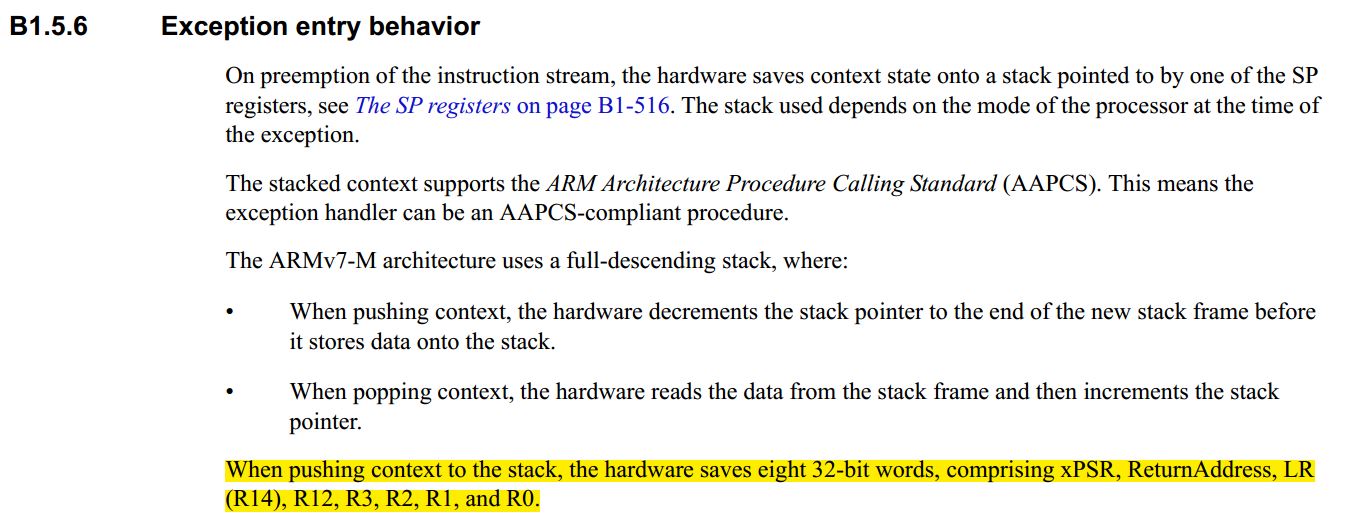 B1.5.6 Exception entry behavior
On preemption of the instruction stream, the hardware saves context state onto a stack pointed to by one of the SP
registers, see The SP registers on page B1-516. The stack used depends on the mode of the processor at the time of
the exception.
The stacked context supports the ARM Architecture Procedure Calling Standard (AAPCS). This means the
exception handler can be an AAPCS-compliant procedure.
The ARMv7-M architecture uses a full-descending stack, where:
• When pushing context, the hardware decrements the stack pointer to the end of the new stack frame before
it stores data onto the stack.
• When popping context, the hardware reads the data from the stack frame and then increments the stack
pointer.
When pushing context to the stack, the hardware saves eight 32-bit words, comprising xPSR, ReturnAddress, LR
(R14), R12, R3, R2, R1, and R0.